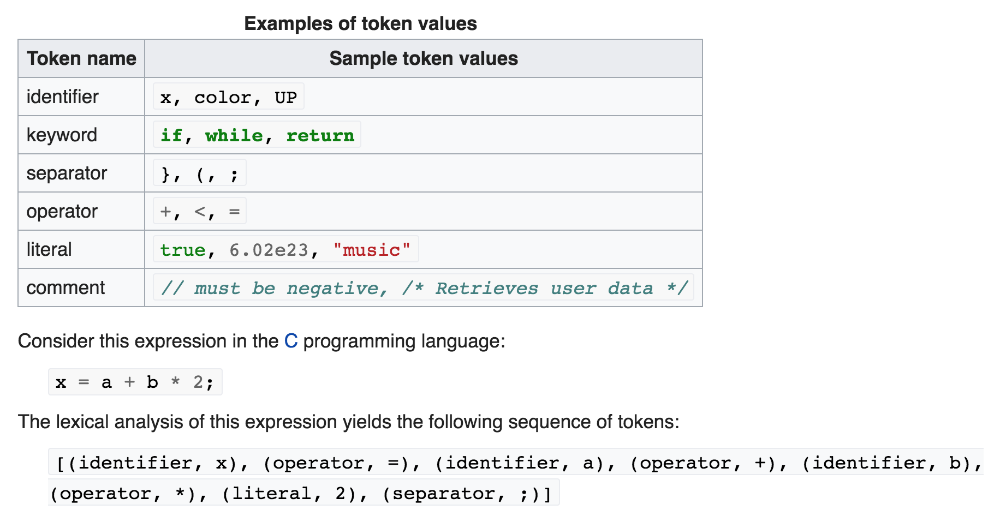 Examples of token values
Token name Sample token values
identifier x, color, UP
keyword if, while, return
separator }, (, ;
operator +, <, =
literal true, 6.02e23, "music"
comment // must be negative, /* Retrieves user data */
Consider this expression in the C programming language:
x = a + b * 2;
The lexical analysis of this expression yields the following sequence of tokens:
[(identifier, x), (operator, =), (identifier, a), (operator, +), (identifier, b),
(operator, *), (literal, 2), (separator, ;)]